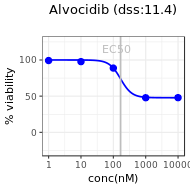 Alvocidib (dss:11.4)
EC50
100
50
0
% viability
1 10 100 1000 10000
conc(nM)